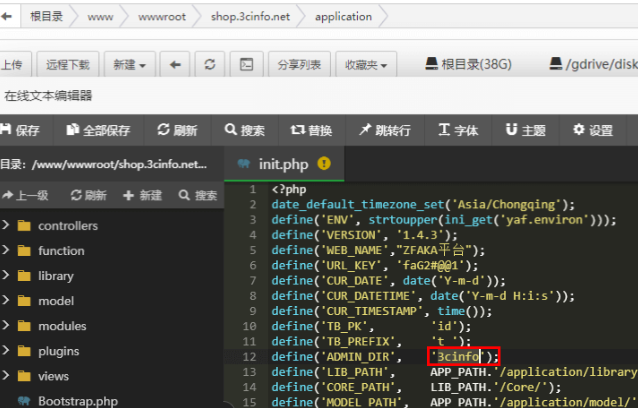 根目录 www wwwroot shop.3cinfo.net application
上传 远程下载 新建 分享列表 收藏夹 根目录(38G) /gdrive/disk
在线文本编辑器
保存 全部保存 刷新 搜索 替换 跳转行 字体 主题 设置
目录: /www/wwwroot/shop.3cinfo.net... init.php
上一级 刷新 新建 搜索
controllers
function
library
model
modules
plugins
views
Bootstrap.php
1 <?php
2 date_default_timezone_set('Asia/Chongqing');
3 define('ENV', strtoupper(ini_get('yaf.environ')));
4 define('VERSION', '1.4.3');
5 define('WEB_NAME',"ZFAKA平台");
6 define('URL_KEY', 'faG2#@@1');
7 define('CUR_DATE', date('Y-m-d'));
8 define('CUR_DATETIME', date('Y-m-d H:i:s'));
9 define('CUR_TIMESTAMP', time());
10 define('TB_PK', 'id');
11 define('TB_PREFIX', 't_');
12 define('ADMIN_DIR', '3cinfo');
13 define('LIB_PATH', APP_PATH.'/application/library
14 define('CORE_PATH', LIB_PATH.'/Core/');
15 define('MODEL_PATH', APP_PATH.'/application/model/'